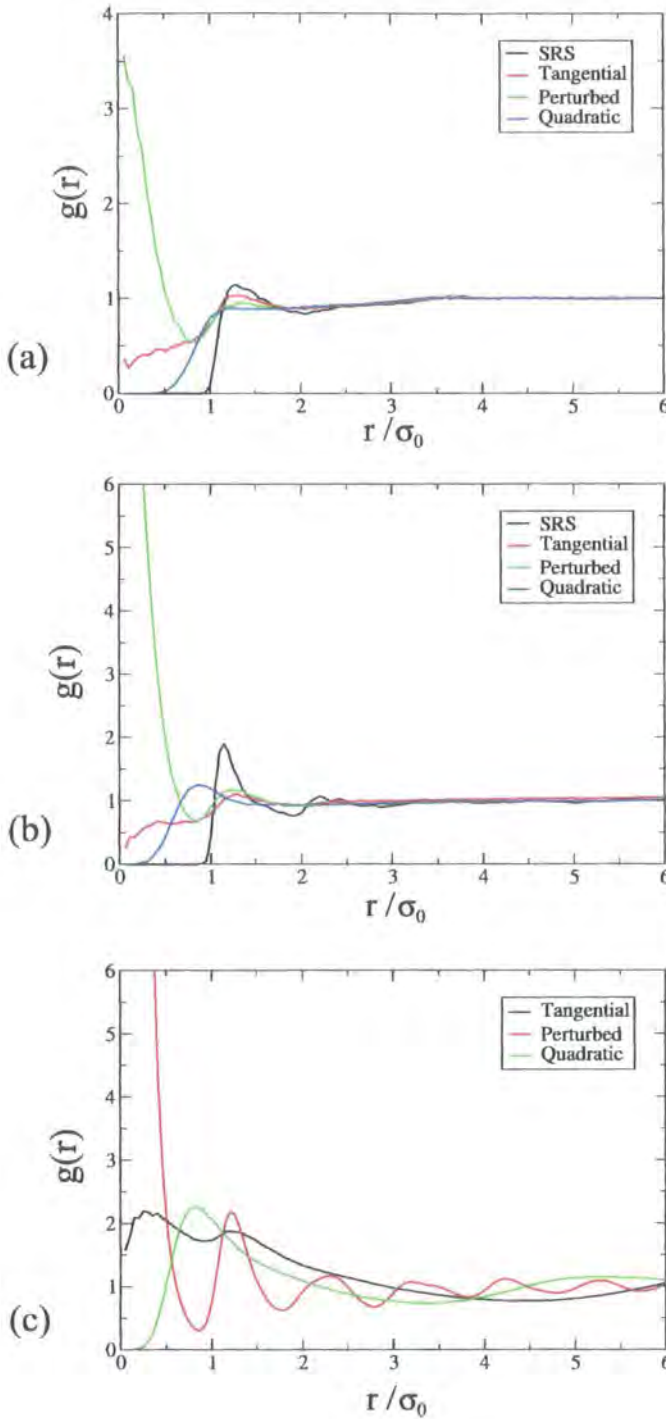 4
3
2
1
0
g(r)
SRS
Tangential
Perturbed
Quadratic
0 1 2 3 4 5 6
r/σ₀
(a)
6
5
4
3
2
1
0
g(r)
SRS
Tangential
Perturbed
Quadratic
0 1 2 3 4 5 6
r/σ₀
(b)
6
5
4
3
2
1
0
g(r)
Tangential
Perturbed
Quadratic
0 1 2 3 4 5 6
r/σ₀
(c)